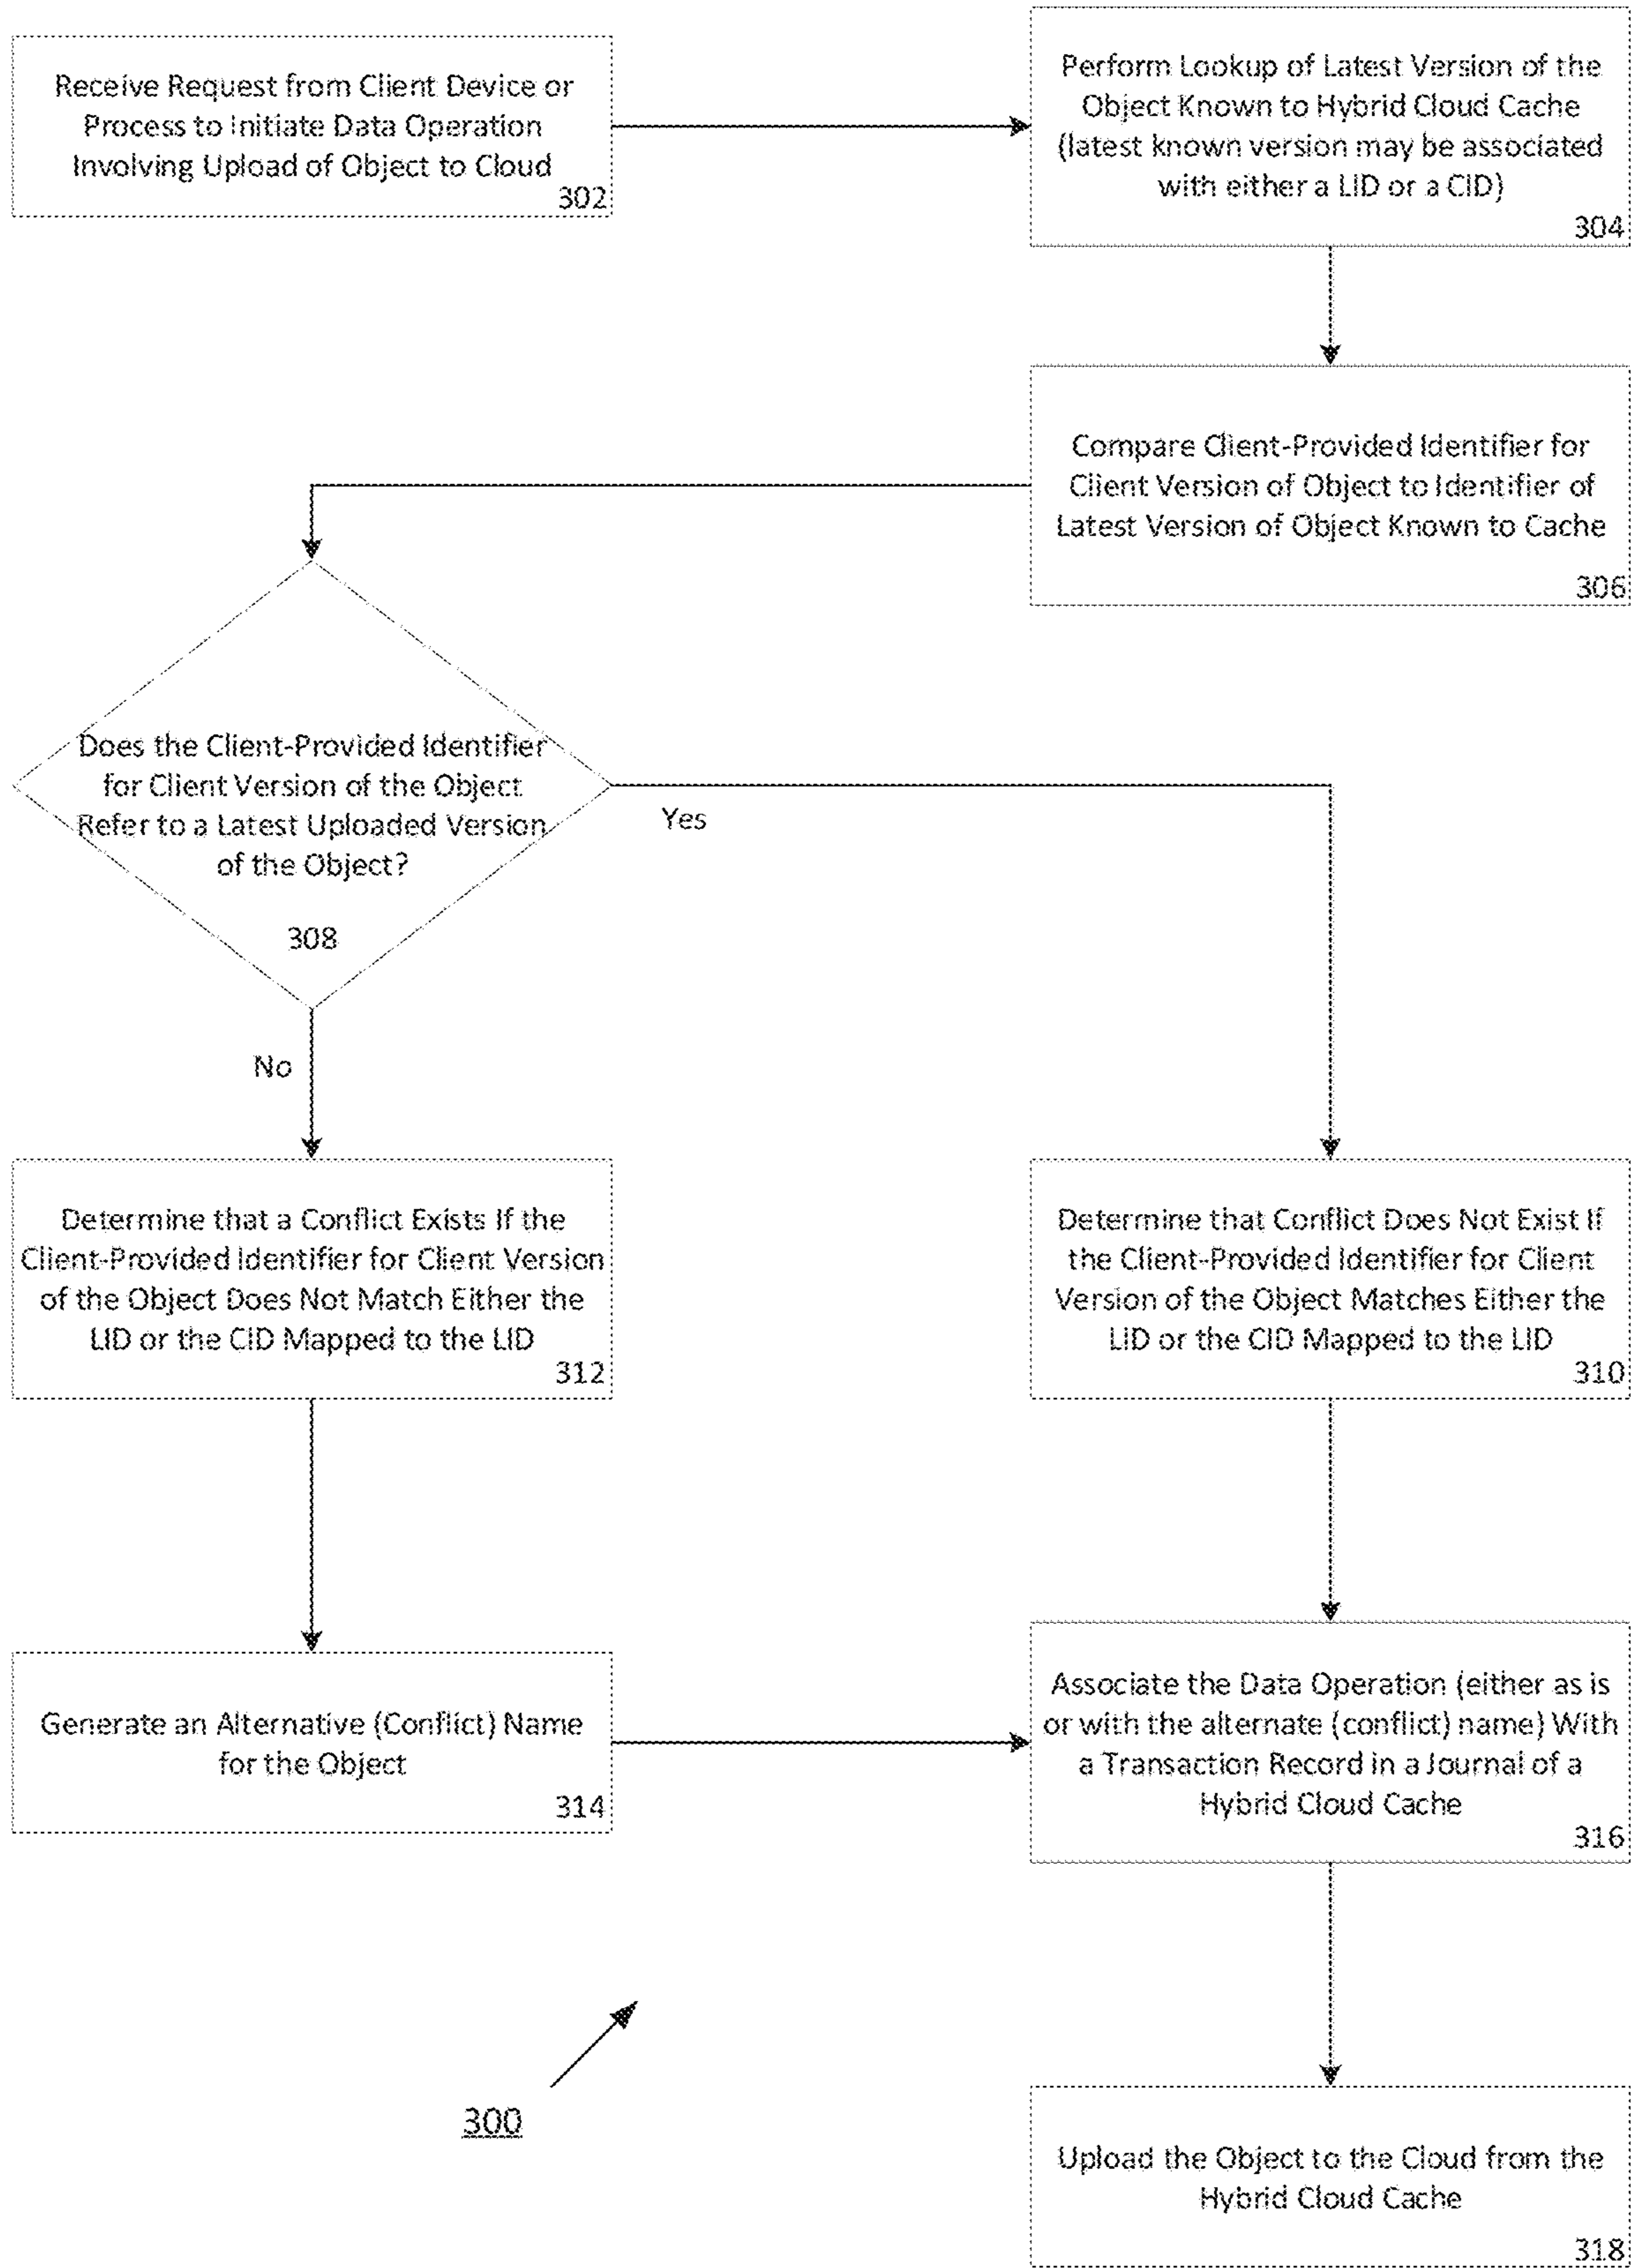 Receive Request from Client Device or
Process to Initiate Data Operation
Involving Upload of Object to Cloud
302
Perform Lookup of Latest Version of the
Object Known to Hybrid Cloud Cache
(latest known version may be associated
with either a LID or a CID)
304
Compare Client-Provided Identifier for
Client Version of Object to Identifier of
Latest Version of Object Known to Cache
306
Does the Client-Provided Identifier
for Client Version of the Object
Refer to a Latest Uploaded Version
of the Object?
308
Yes
No
Determine that a Conflict Exists If the
Client-Provided Identifier for Client Version
of the Object Does Not Match Either the
LID or the CID Mapped to the LID
312
Determine that Conflict Does Not Exist If
the Client-Provided Identifier for Client
Version of the Object Matches Either the
LID or the CID Mapped to the LID
310
Generate an Alternative (Conflict) Name
for the Object
314
Associate the Data Operation (either as is
or with the alternate (conflict) name) With
a Transaction Record in a Journal of a
Hybrid Cloud Cache
316
300
Upload the Object to the Cloud from the
Hybrid Cloud Cache
318